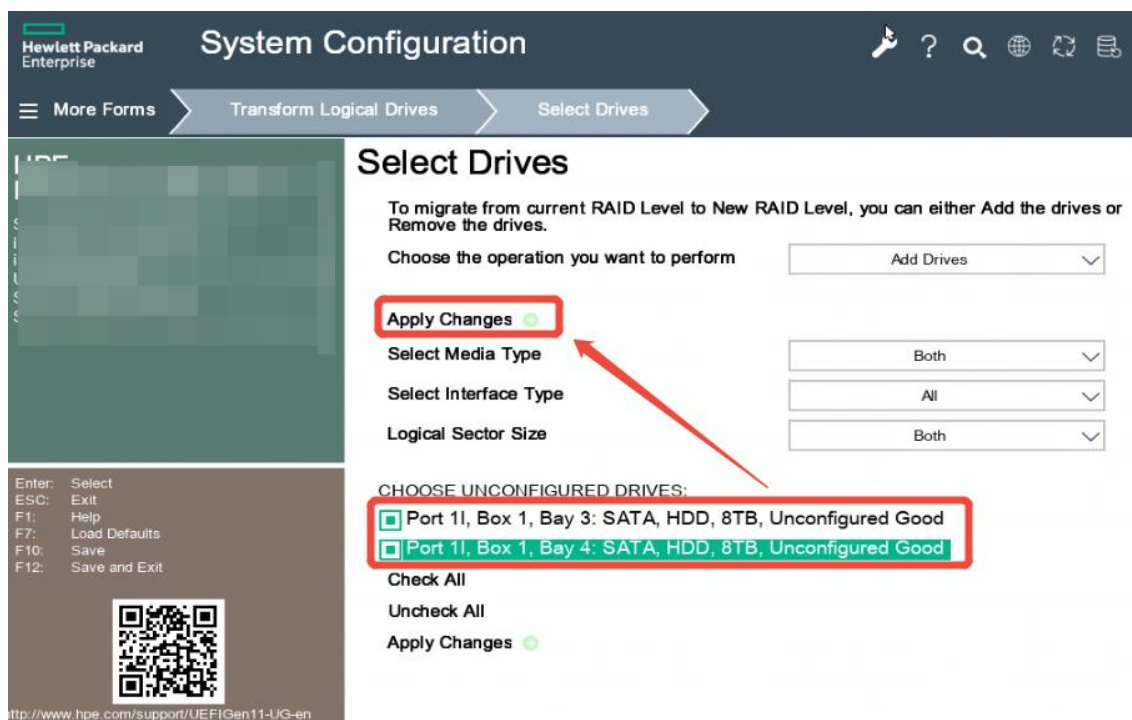 Hewlett Packard
Enterprise
System Configuration
?
More Forms
Transform Logical Drives
Select Drives
Select Drives
To migrate from current RAID Level to New RAID Level, you can either Add the drives or
Remove the drives.
Choose the operation you want to perform
Add Drives
Apply Changes
Select Media Type
Both
Select Interface Type
All
Logical Sector Size
Both
CHOOSE UNCONFIGURED DRIVES:
Port 1I, Box 1, Bay 3: SATA, HDD, 8TB, Unconfigured Good
Port 1I, Box 1, Bay 4: SATA, HDD, 8TB, Unconfigured Good
Check All
Uncheck All
Apply Changes
Enter: Select
ESC: Exit
F1: Help
F7: Load Defaults
F10: Save
F12: Save and Exit
http://www.hpe.com/support/UEFIGen11-UG-en